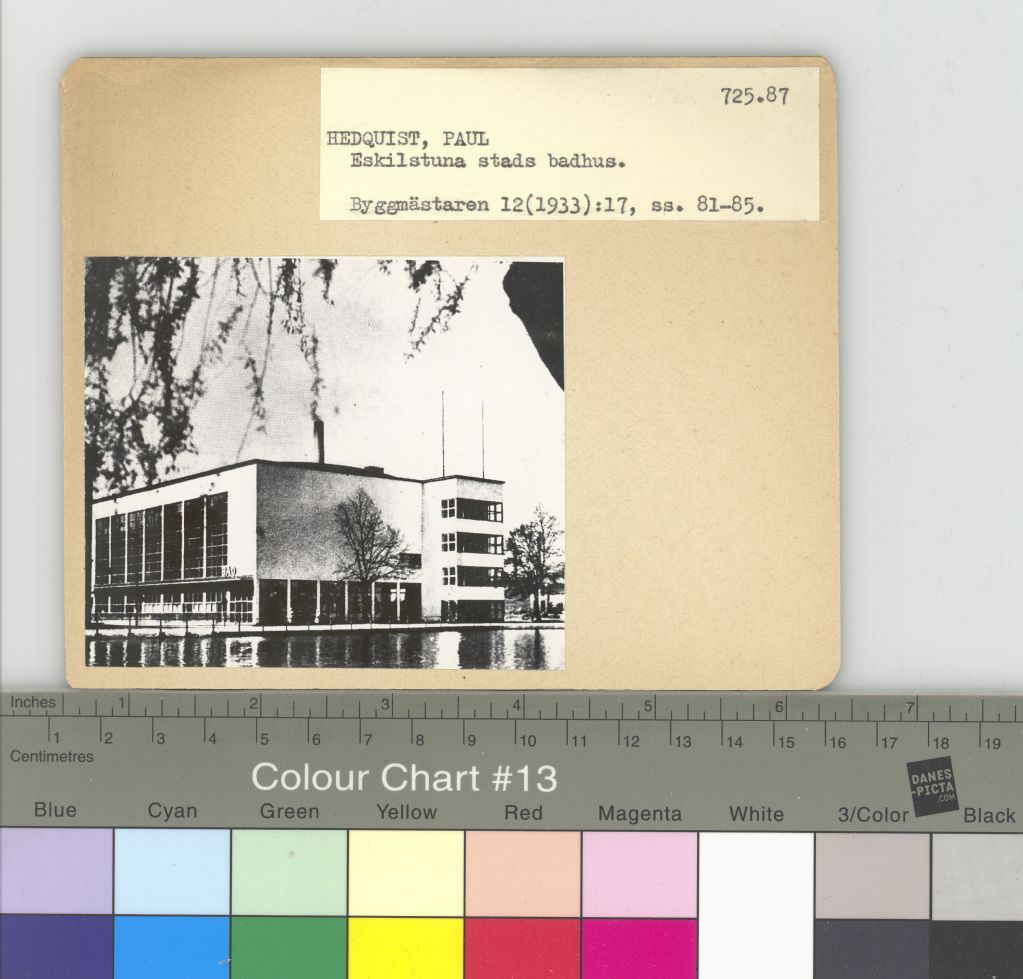 725.87
HEDQUIST, PAUL
Eskilstuna stads badhus.
Byggmästaren 12(1933):17, ss. 81-85.
BAD
Inches 1 2 3 4 5 6 7
1 2 3 4 5 6 7 8 9 10 11 12 13 14 15 16 17 18 19
Centimetres
Colour Chart #13
DANES
-PICTA
.COM
Blue Cyan Green Yellow Red Magenta White 3/Color Black